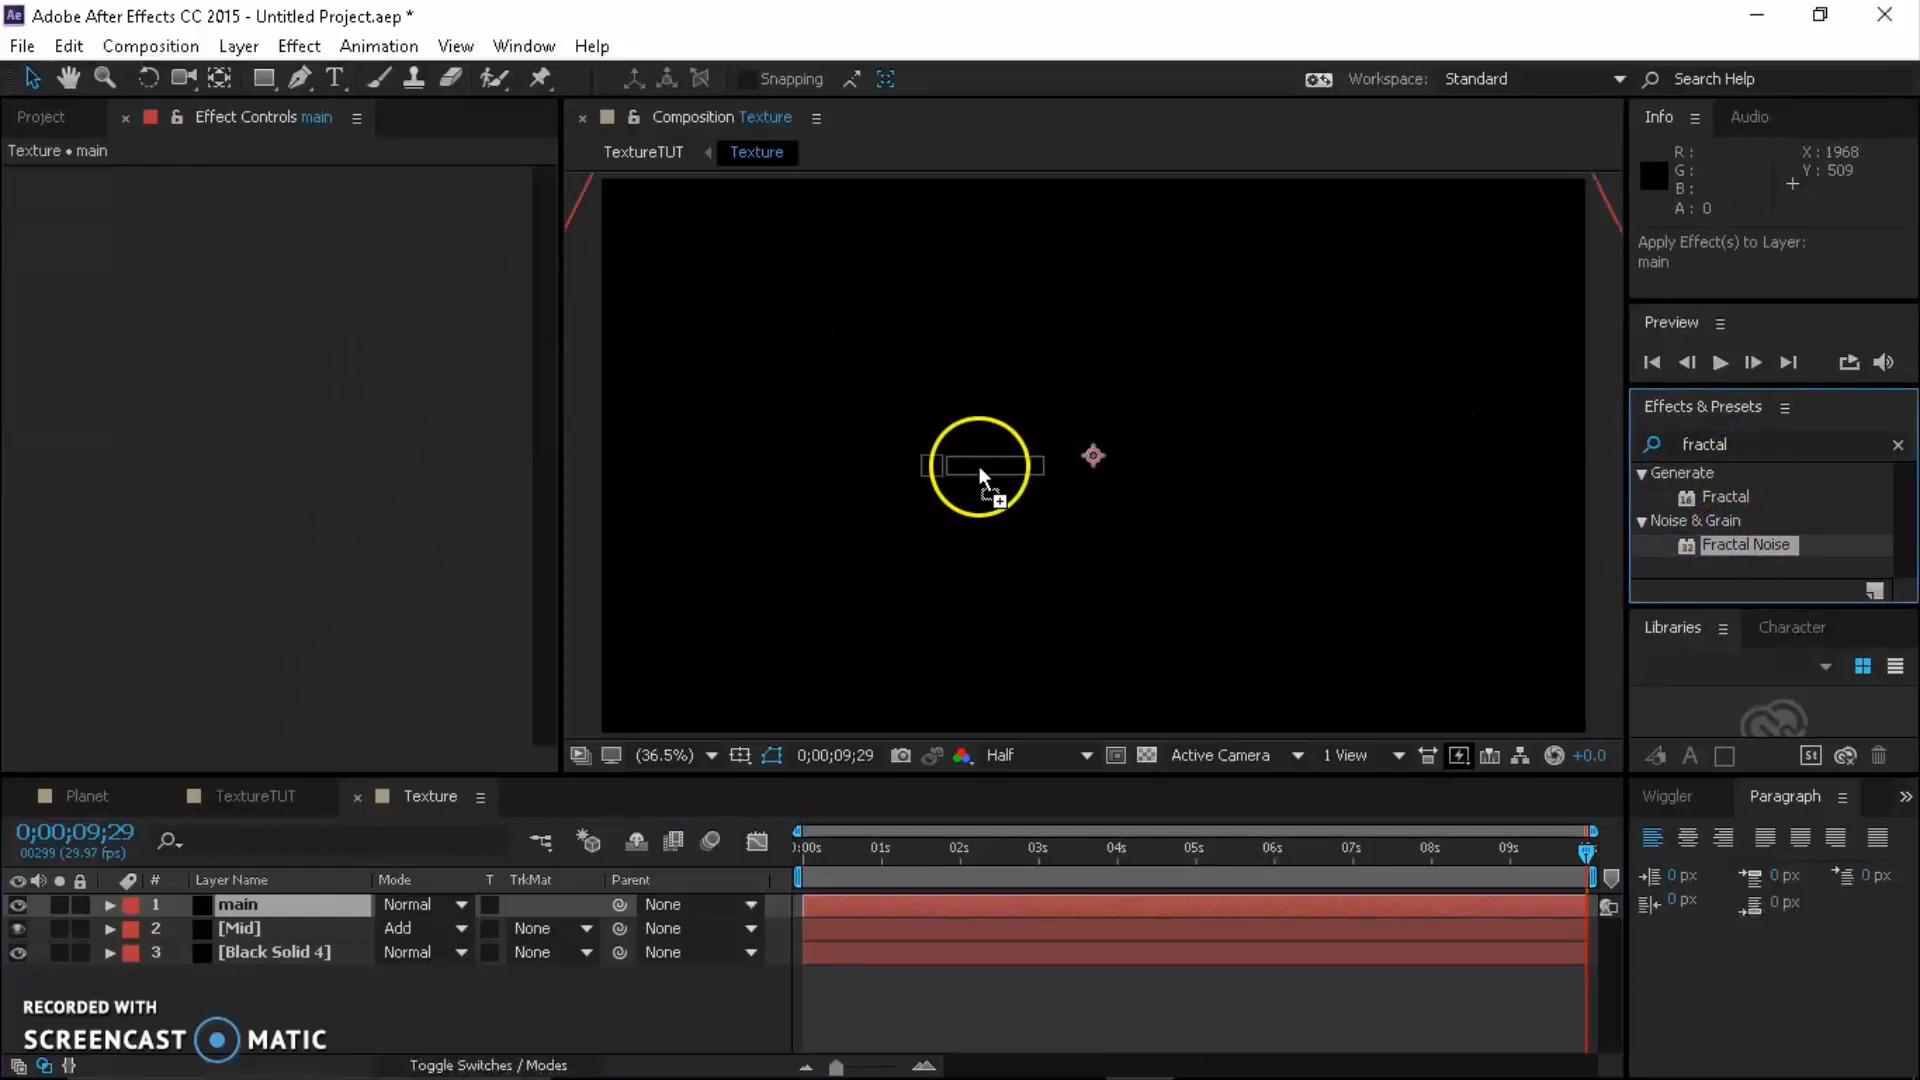 Ae Adobe After Effects CC 2015 - Untitled Project.aep *
File Edit Composition Layer Effect Animation View Window Help
T Snapping Workspace: Standard Search Help
Project × Effect Controls main × Composition Texture Info Audio
Texture • main
TextureTUT Texture
R :
G :
B :
A : 0
X : 1968
Y : 509
Apply Effect(s) to Layer:
main
Preview
Effects & Presets
fractal ×
Generate
16 Fractal
Noise & Grain
32 Fractal Noise
Libraries Character
(36.5%) 0;00;09;29 Half Active Camera 1 View +0.0
A St
Planet TextureTUT × Texture
Wiggler Paragraph »
0;00;09;29
00299 (29.97 fps)
):00s 01s 02s 03s 04s 05s 06s 07s 08s 09s
# Layer Name Mode T TrkMat Parent
1 main Normal None
2 [Mid] Add None None
3 [Black Solid 4] Normal None None
0 px 0 px 0 px
0 px 0 px
RECORDED WITH
SCREENCAST MATIC
Toggle Switches / Modes